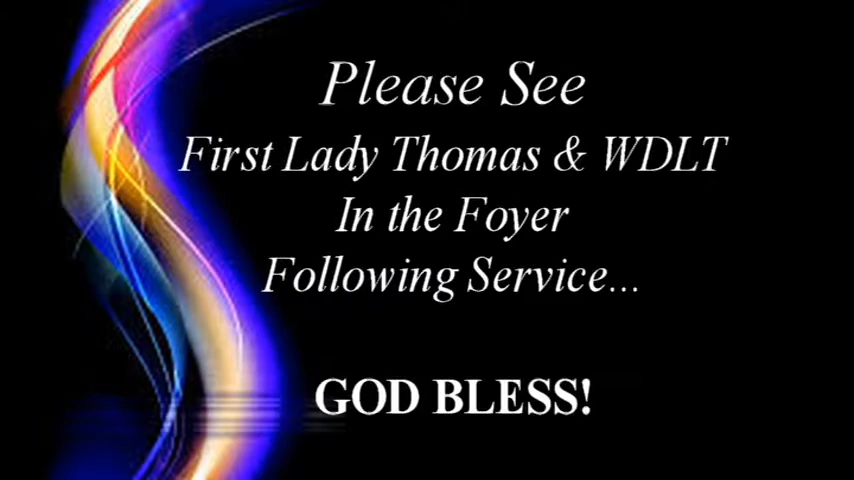 Please See
First Lady Thomas & WDLT
In the Foyer
Following Service...
GOD BLESS!